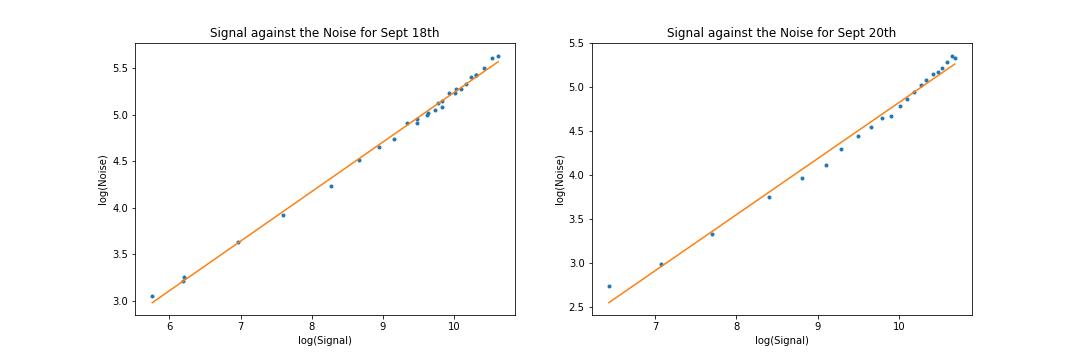 Signal against the Noise for Sept 18th
log(Noise)
5.5
5.0
4.5
4.0
3.5
3.0
6 7 8 9 10
log(Signal)
Signal against the Noise for Sept 20th
log(Noise)
5.5
5.0
4.5
4.0
3.5
3.0
2.5
7 8 9 10
log(Signal)